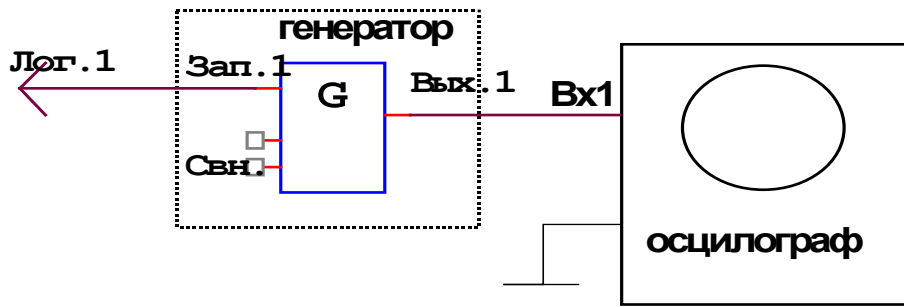 генератор
Лог.1
Зап.1
G
Вых.1
Вх1
Свн.
осцилограф